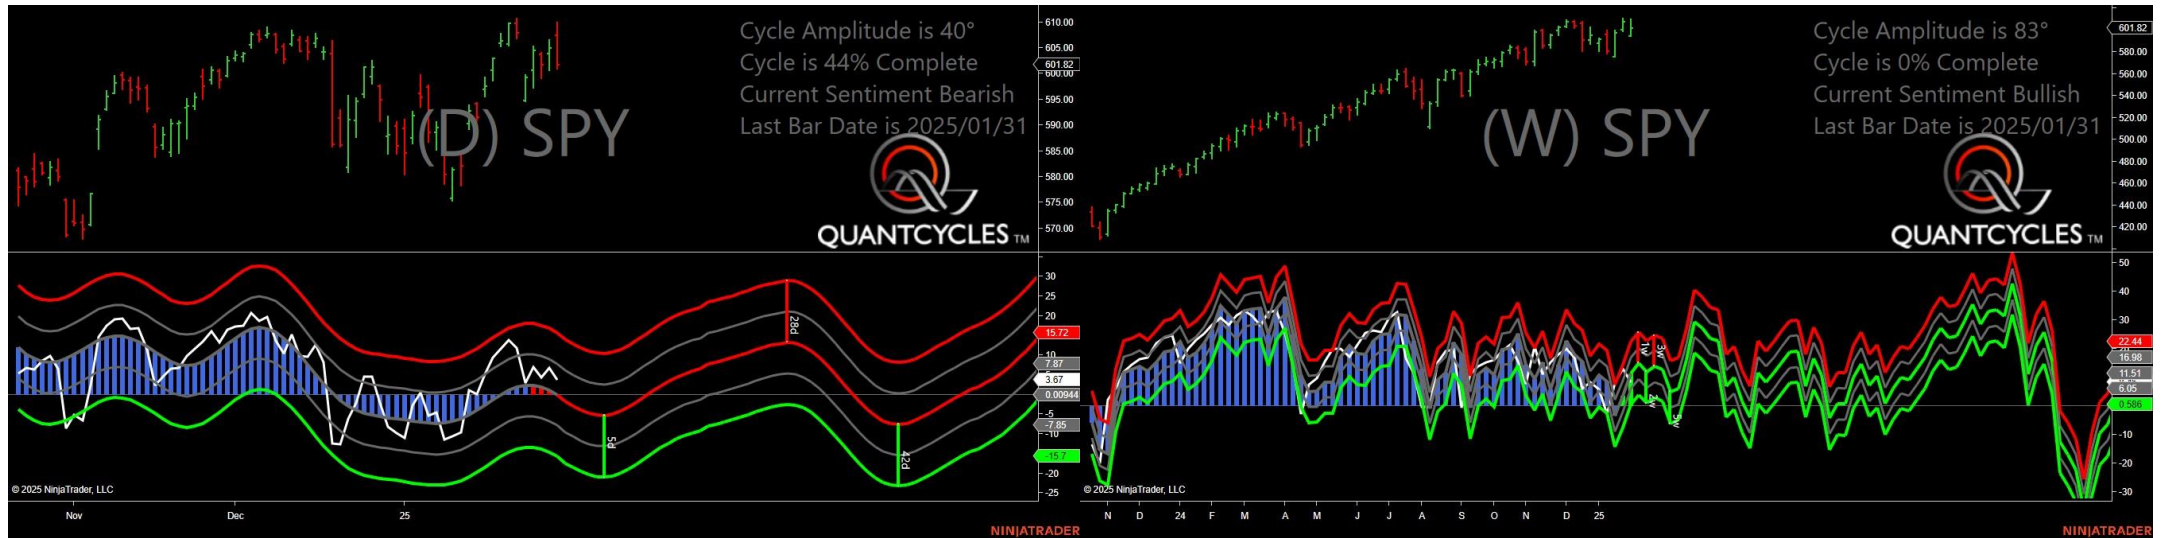 Cycle Amplitude is 40°
Cycle is 44% Complete
Current Sentiment Bearish
Last Bar Date is 2025/01/31
(D) SPY
QUANTCYCLES TM
610.00
605.00
601.82
600.00
595.00
590.00
585.00
580.00
575.00
570.00
30
25
20
15.72
10
7.87
3.67
0.00944
-5
-7.85
-10
-15.7
-20
-25
28d
5d
42d
© 2025 NinjaTrader, LLC
Nov
Dec
25
NINJATRADER
Cycle Amplitude is 83°
Cycle is 0% Complete
Current Sentiment Bullish
Last Bar Date is 2025/01/31
(W) SPY
QUANTCYCLES TM
601.82
580.00
560.00
540.00
520.00
500.00
480.00
460.00
440.00
420.00
50
40
30
22.44
16.98
11.51
6.05
0.586
-10
-20
-30
1w
3w
2w
5w
© 2025 NinjaTrader, LLC
N D 24 F M A M J J A S O N D 25
NINJATRADER